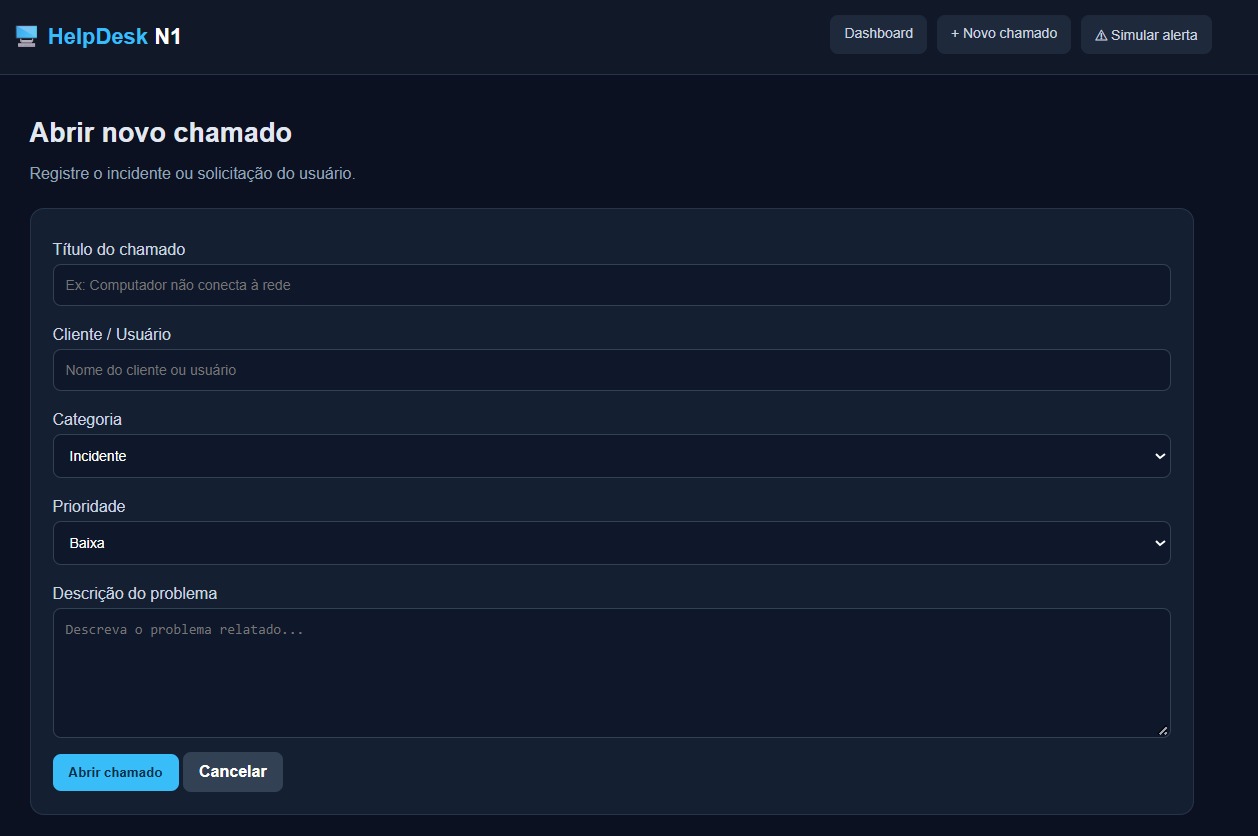 HelpDesk N1
Dashboard
+ Novo chamado
⚠ Simular alerta
Abrir novo chamado
Registre o incidente ou solicitação do usuário.
Título do chamado
Ex: Computador não conecta à rede
Cliente / Usuário
Nome do cliente ou usuário
Categoria
Incidente
Prioridade
Baixa
Descrição do problema
Descreva o problema relatado...
Abrir chamado
Cancelar